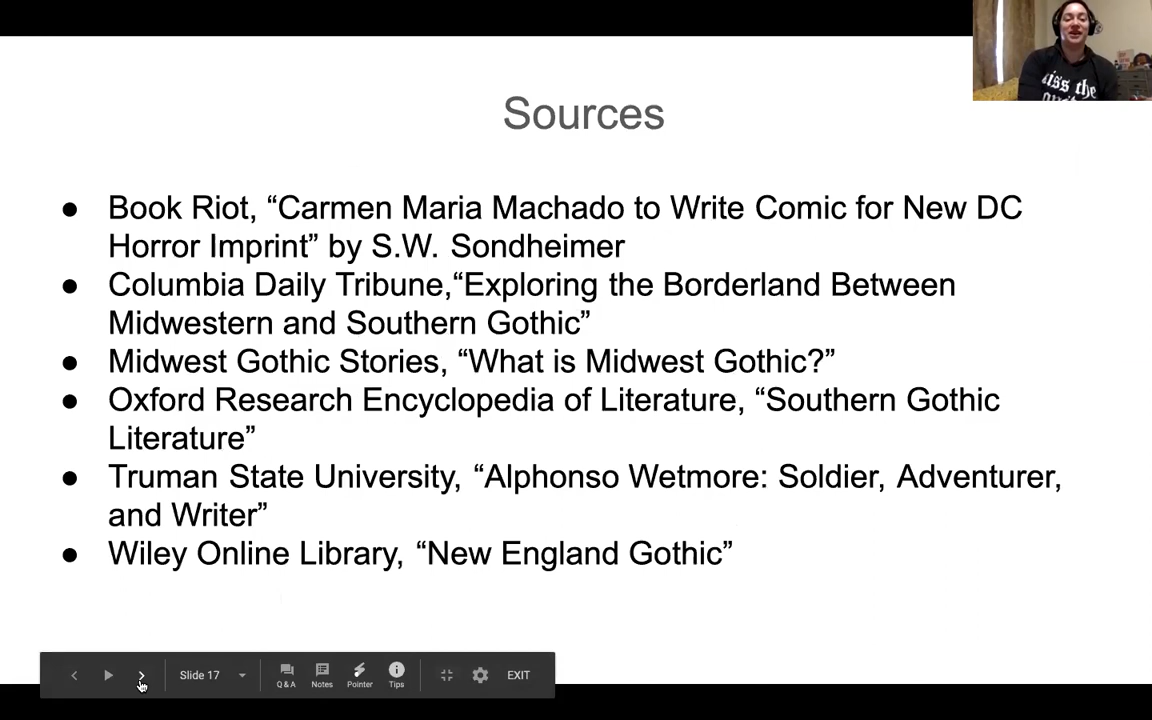 Sources
● Book Riot, “Carmen Maria Machado to Write Comic for New DC
Horror Imprint” by S.W. Sondheimer
● Columbia Daily Tribune,“Exploring the Borderland Between
Midwestern and Southern Gothic”
● Midwest Gothic Stories, “What is Midwest Gothic?”
● Oxford Research Encyclopedia of Literature, “Southern Gothic
Literature”
● Truman State University, “Alphonso Wetmore: Soldier, Adventurer,
and Writer”
● Wiley Online Library, “New England Gothic”
Slide 17
Q & A
Notes
Pointer
Tips
EXIT
the